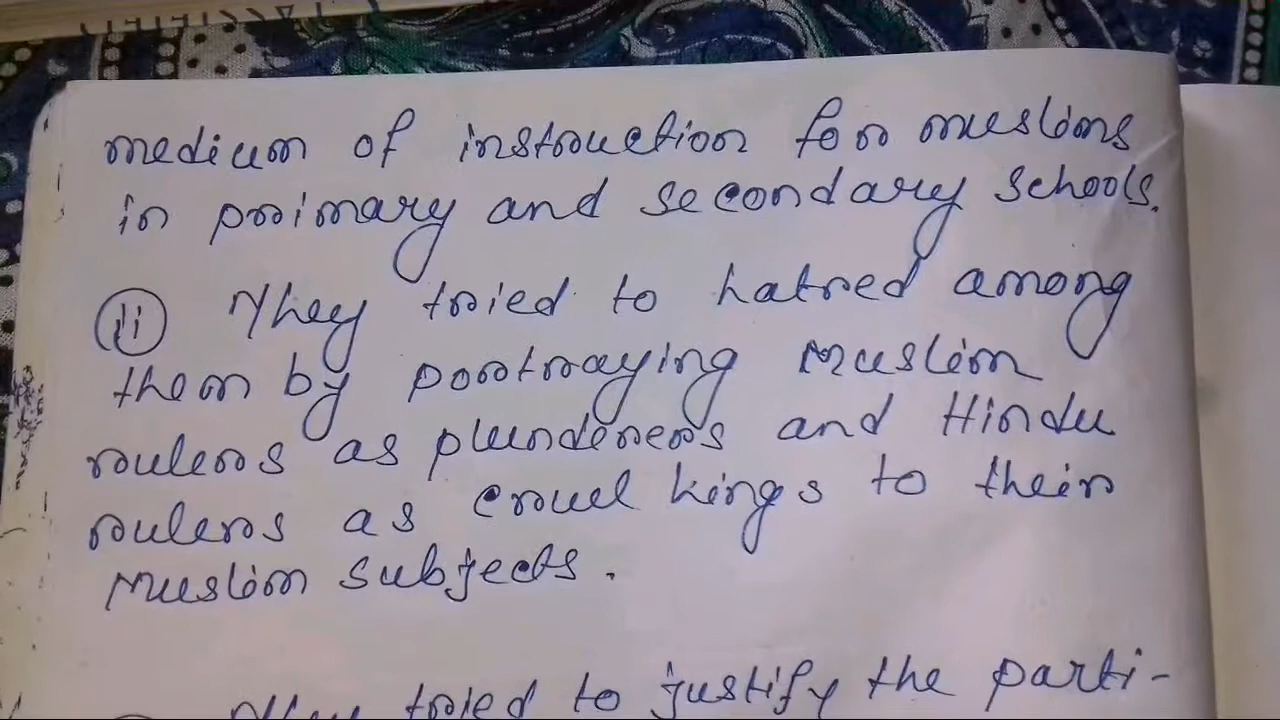 medium of instruction for muslims
in primary and secondary schools.
(ii) They tried to hatred among
them by portraying Muslim
rulers as plunderers and Hindu
rulers as cruel kings to their
Muslim subjects.
They tried to justify the parti-